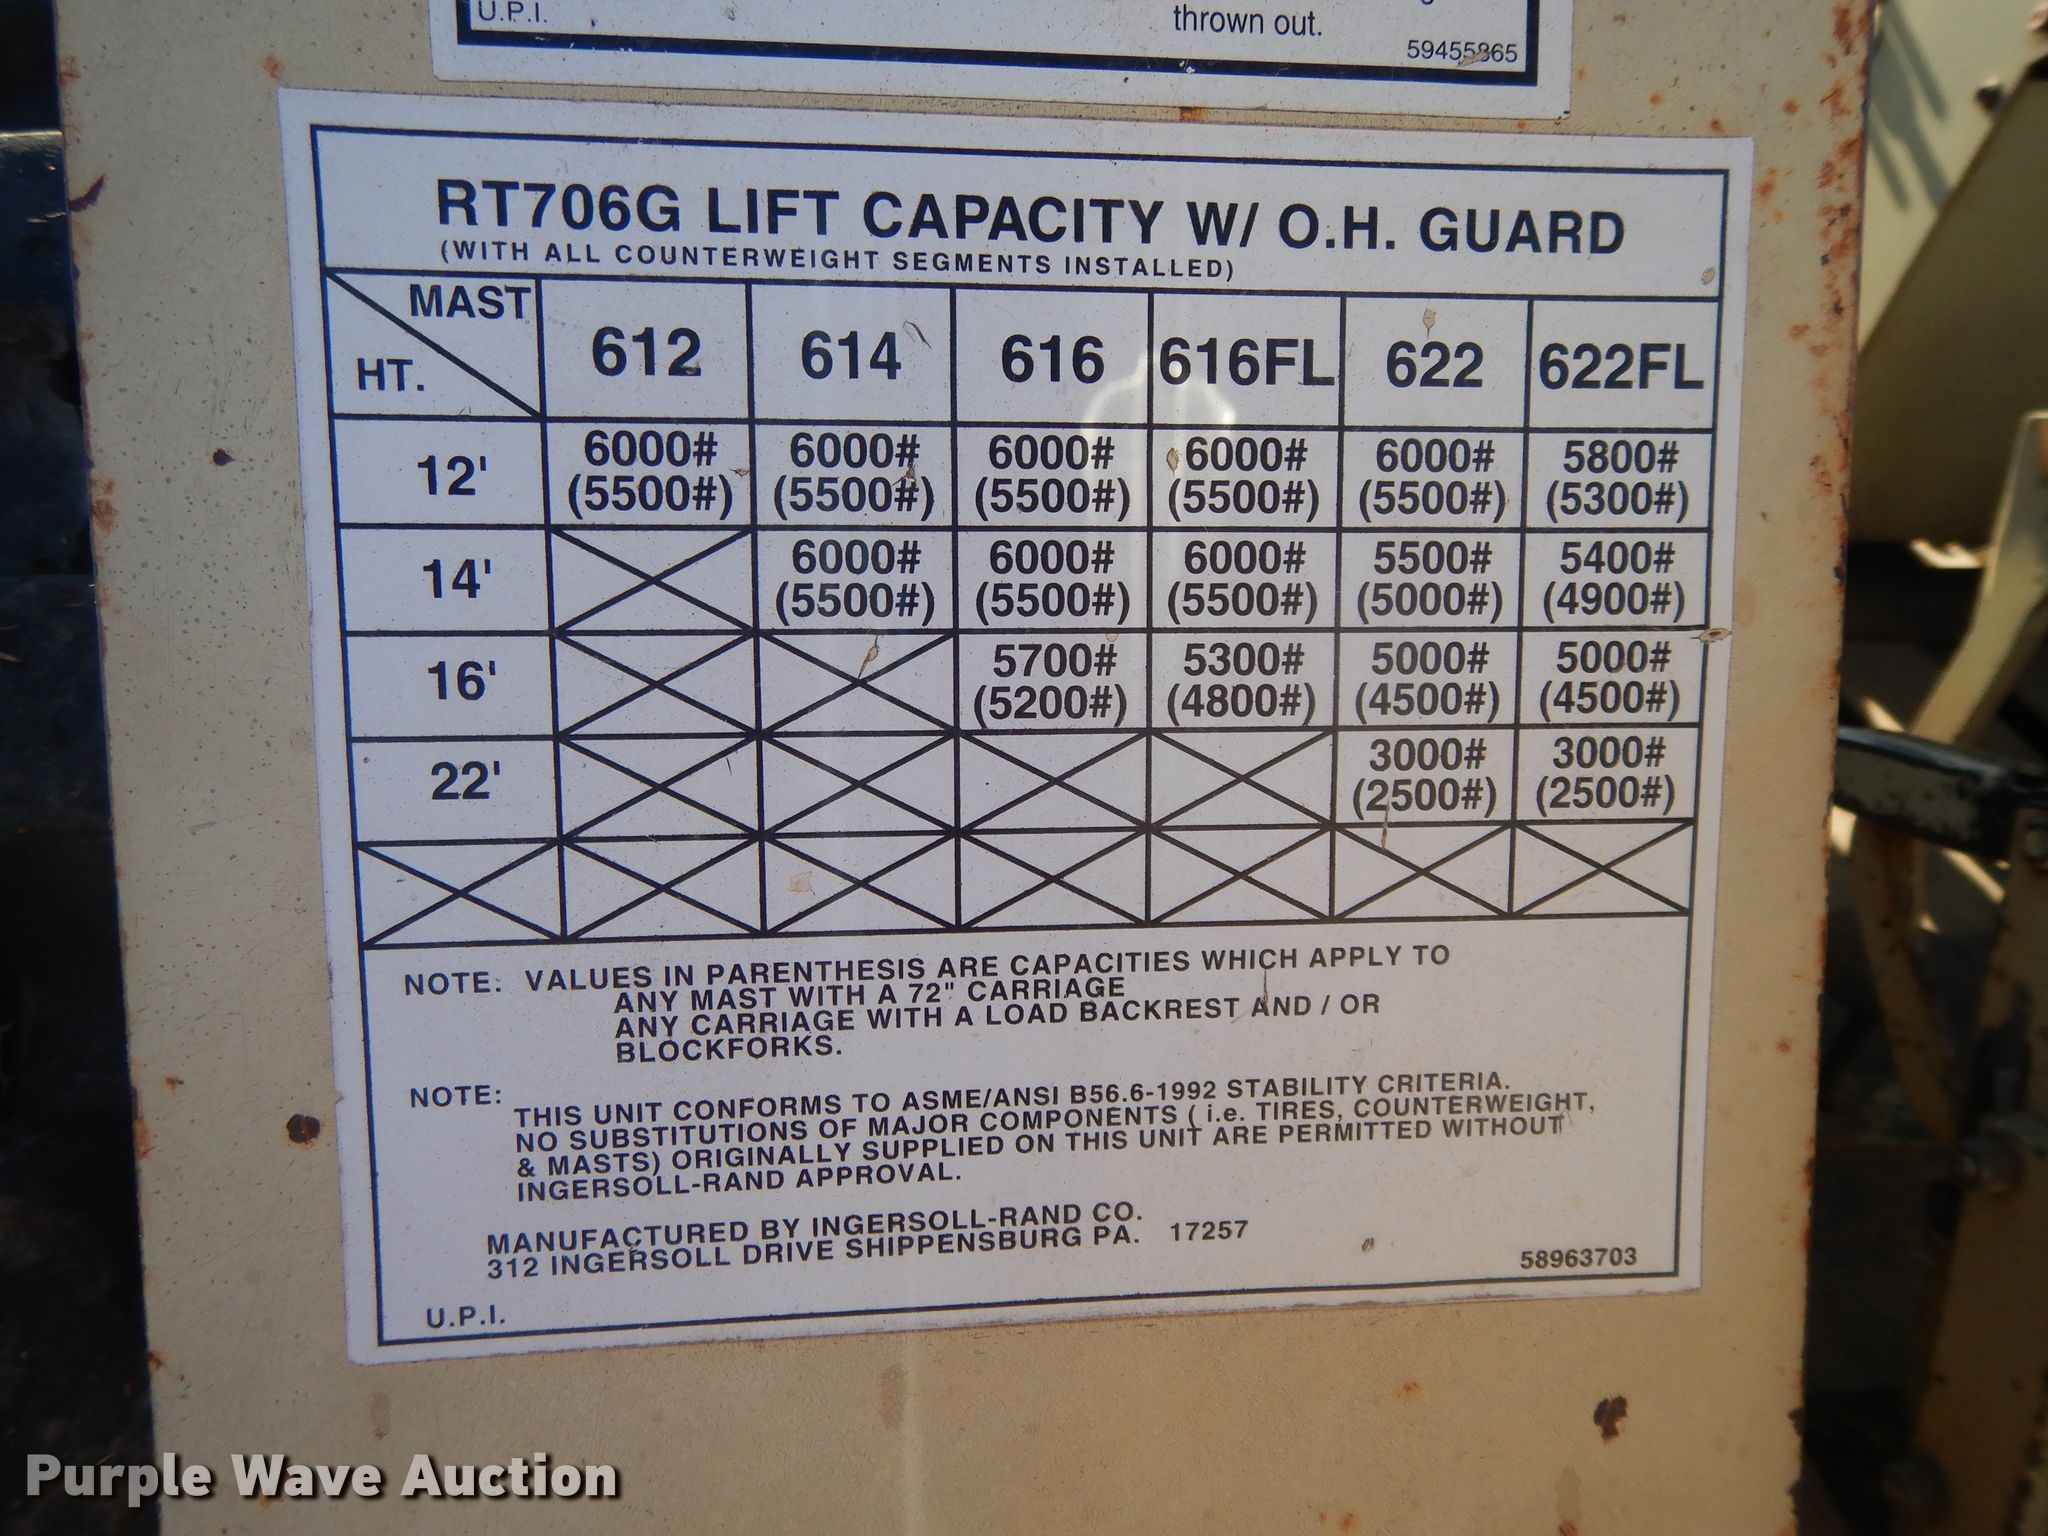 U.P.I.
thrown out.
59455865
RT706G LIFT CAPACITY W/ O.H. GUARD
(WITH ALL COUNTERWEIGHT SEGMENTS INSTALLED)
MAST HT. 612 614 616 616FL 622 622FL
12' 6000# (5500#) 6000# (5500#) 6000# (5500#) 6000# (5500#) 6000# (5500#) 5800# (5300#)
14' 6000# (5500#) 6000# (5500#) 6000# (5500#) 5500# (5000#) 5400# (4900#)
16' 5700# (5200#) 5300# (4800#) 5000# (4500#) 5000# (4500#)
22' 3000# (2500#) 3000# (2500#)
NOTE: VALUES IN PARENTHESIS ARE CAPACITIES WHICH APPLY TO
ANY MAST WITH A 72" CARRIAGE
ANY CARRIAGE WITH A LOAD BACKREST AND / OR
BLOCKFORKS.
NOTE: THIS UNIT CONFORMS TO ASME/ANSI B56.6-1992 STABILITY CRITERIA.
NO SUBSTITUTIONS OF MAJOR COMPONENTS ( i.e. TIRES, COUNTERWEIGHT,
& MASTS) ORIGINALLY SUPPLIED ON THIS UNIT ARE PERMITTED WITHOUT
INGERSOLL-RAND APPROVAL.
MANUFACTURED BY INGERSOLL-RAND CO.
312 INGERSOLL DRIVE SHIPPENSBURG PA. 17257
58963703
U.P.I.
Purple Wave Auction